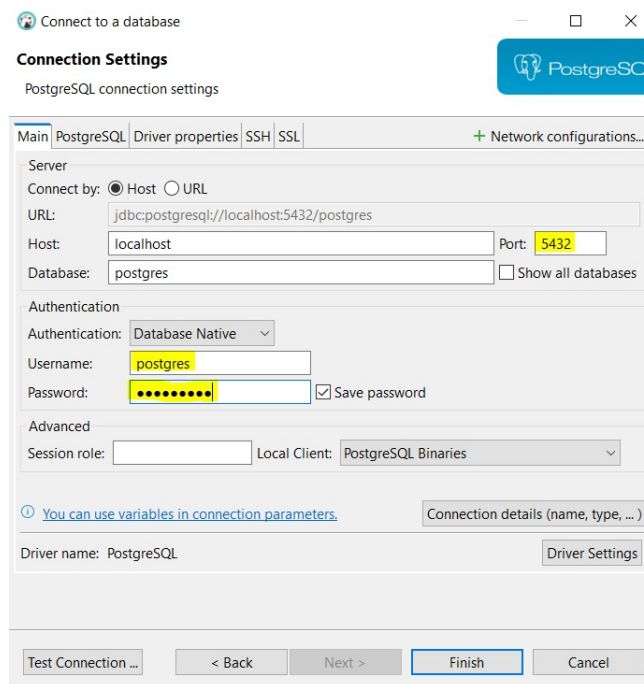 Connect to a database
Connection Settings
PostgreSQL connection settings
PostgreSQ
Main PostgreSQL Driver properties SSH SSL + Network configurations...
Server
Connect by: Host URL
URL: jdbc:postgresql://localhost:5432/postgres
Host: localhost Port: 5432
Database: postgres Show all databases
Authentication
Authentication: Database Native
Username: postgres
Password: •••••••••
Save password
Advanced
Session role: Local Client: PostgreSQL Binaries
You can use variables in connection parameters. Connection details (name, type, ... )
Driver name: PostgreSQL Driver Settings
Test Connection ... < Back Next > Finish Cancel